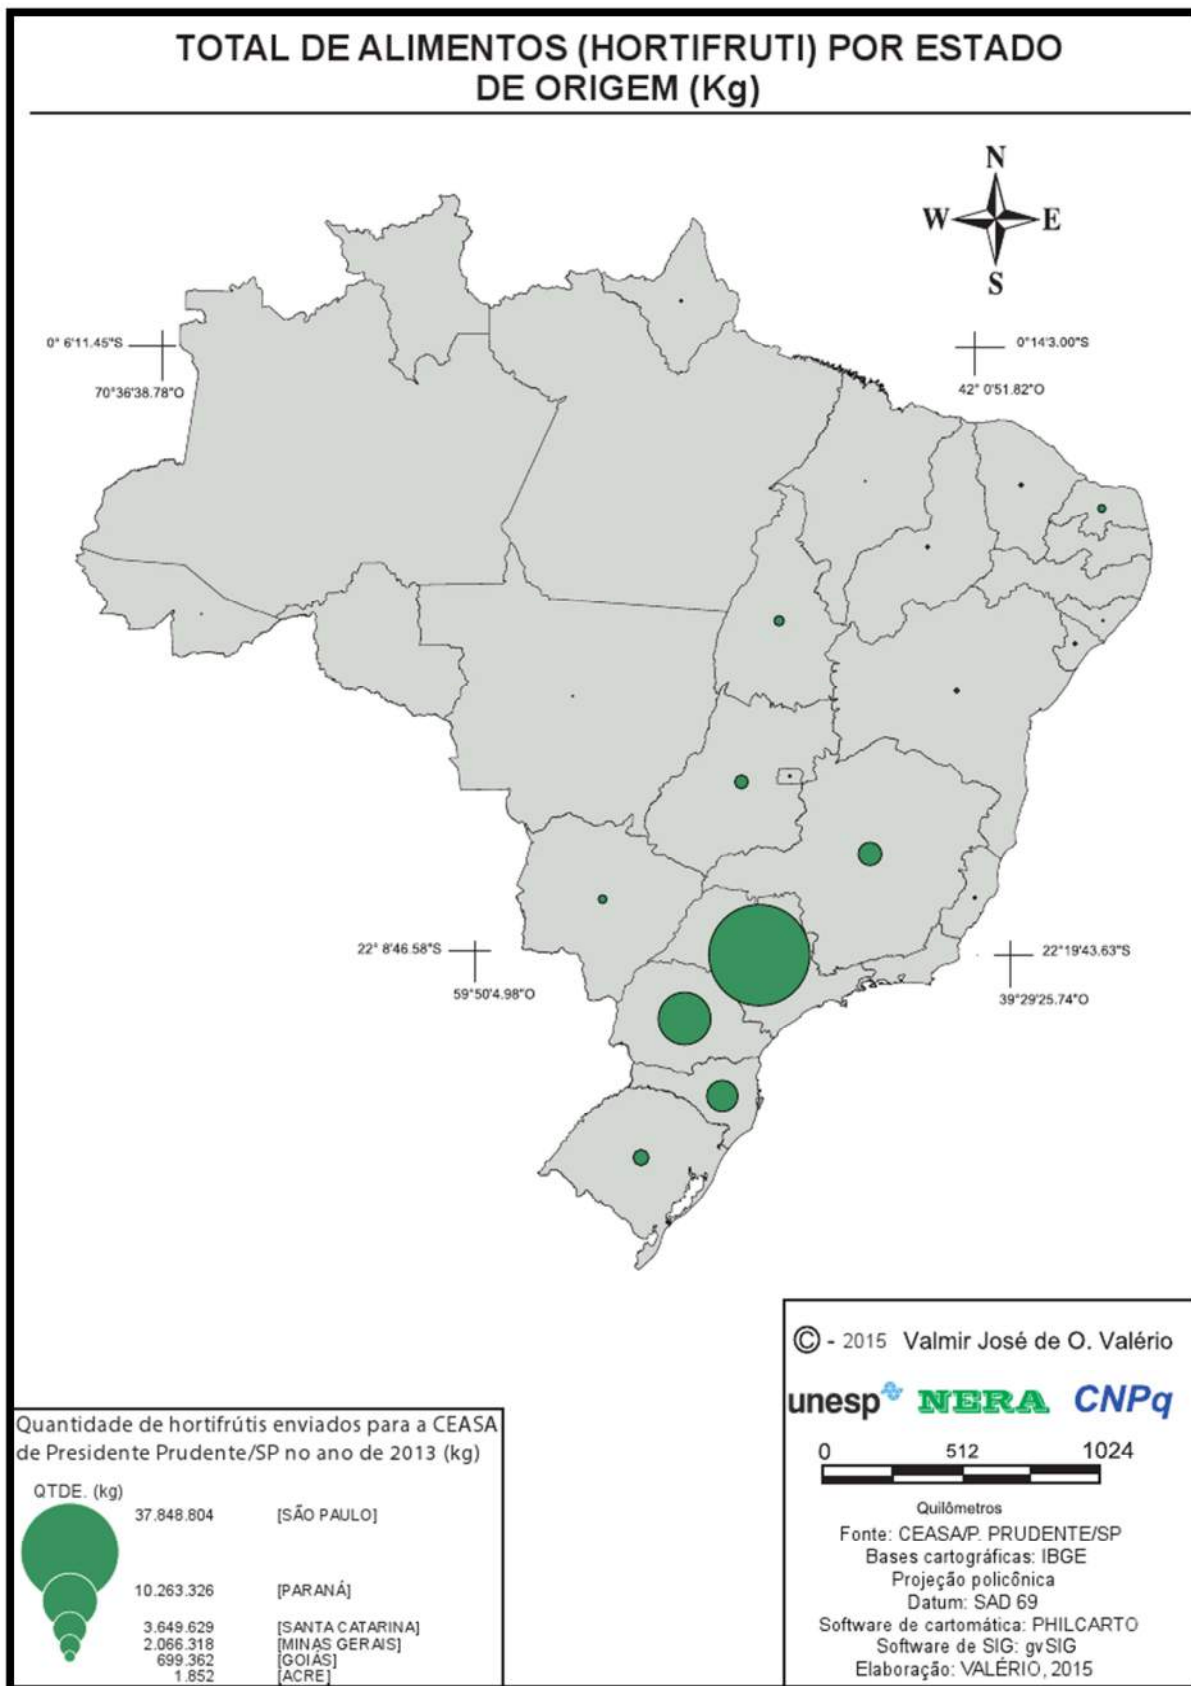 TOTAL DE ALIMENTOS (HORTIFRUTI) POR ESTADO
DE ORIGEM (Kg)
N
W E
S
0° 6'11.45"S
70°36'38.78"O
0°14'3.00"S
42° 0'51.82"O
22° 8'46.58"S
59°50'4.98"O
22°19'43.63"S
39°29'25.74"O
Quantidade de hortifrútis enviados para a CEASA
de Presidente Prudente/SP no ano de 2013 (kg)
QTDE. (kg)
37.848.804 [SÃO PAULO]
10.263.326 [PARANÁ]
3.649.629 [SANTA CATARINA]
2.066.318 [MINAS GERAIS]
699.362 [GOIÁS]
1.852 [ACRE]
© - 2015 Valmir José de O. Valério
unesp NERA CNPq
0 512 1024
Quilômetros
Fonte: CEASA/P. PRUDENTE/SP
Bases cartográficas: IBGE
Projeção policônica
Datum: SAD 69
Software de cartomática: PHILCARTO
Software de SIG: gvSIG
Elaboração: VALÉRIO, 2015